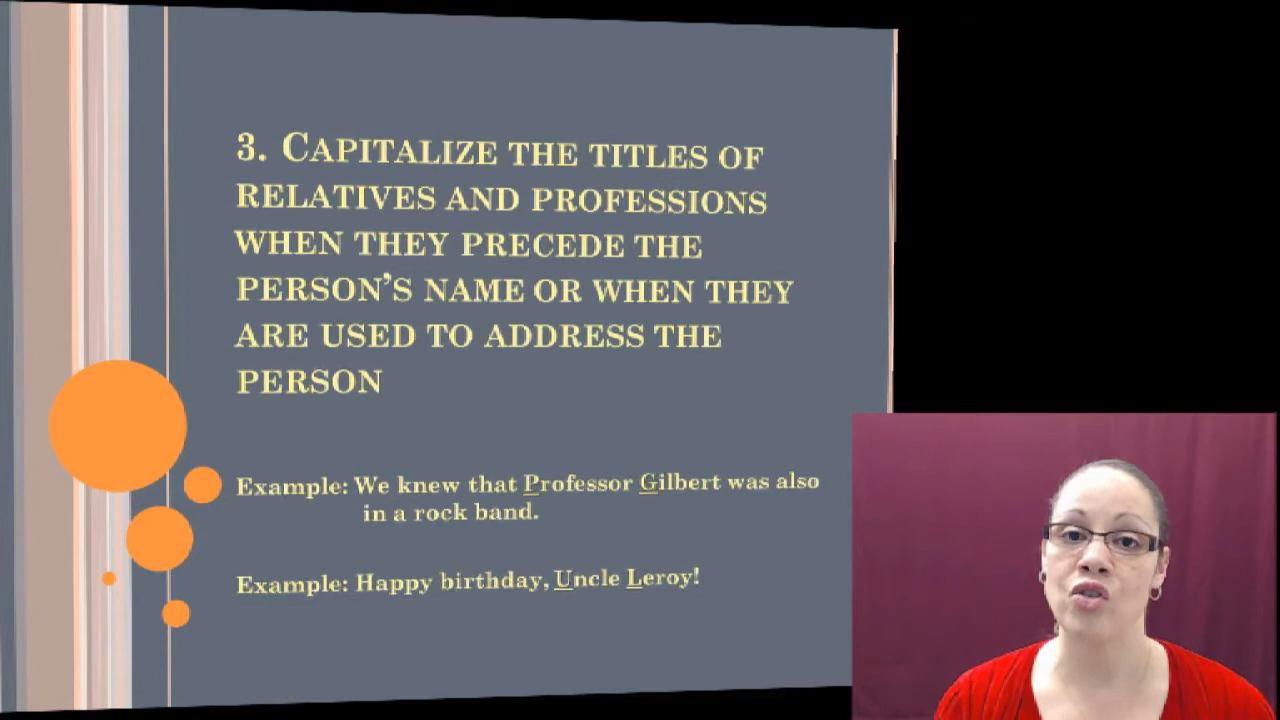 3. CAPITALIZE THE TITLES OF
RELATIVES AND PROFESSIONS
WHEN THEY PRECEDE THE
PERSON'S NAME OR WHEN THEY
ARE USED TO ADDRESS THE
PERSON
Example: We knew that Professor Gilbert was also
in a rock band.
Example: Happy birthday, Uncle Leroy!